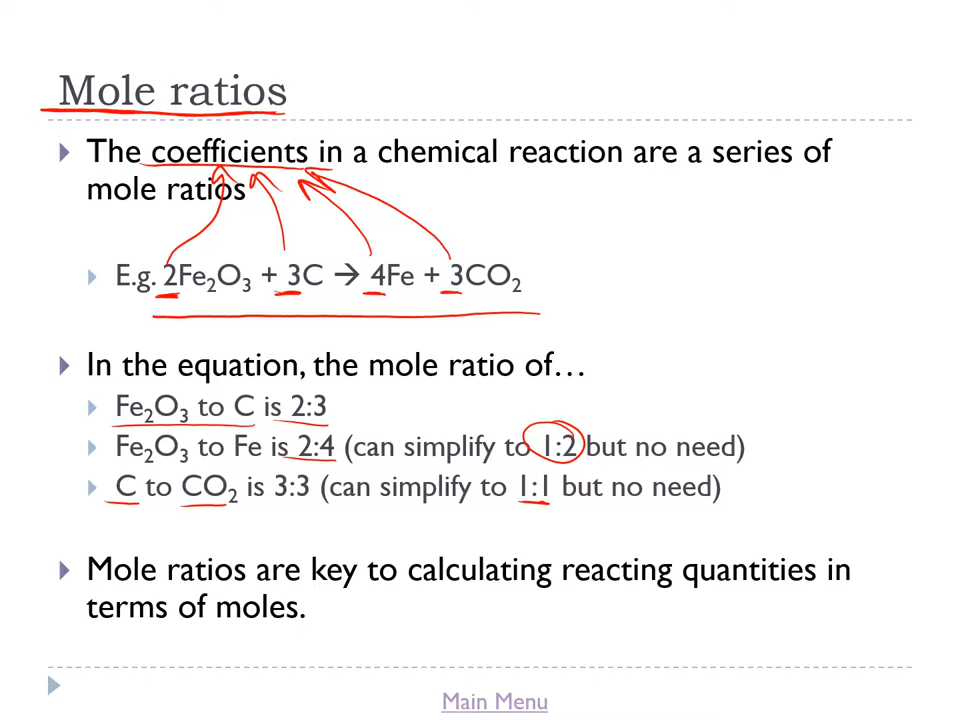 Mole ratios
The coefficients in a chemical reaction are a series of
mole ratios
E.g. 2Fe₂O₃ + 3C → 4Fe + 3CO₂
In the equation, the mole ratio of…
Fe₂O₃ to C is 2:3
Fe₂O₃ to Fe is 2:4 (can simplify to 1:2 but no need)
C to CO₂ is 3:3 (can simplify to 1:1 but no need)
Mole ratios are key to calculating reacting quantities in
terms of moles.
Main Menu